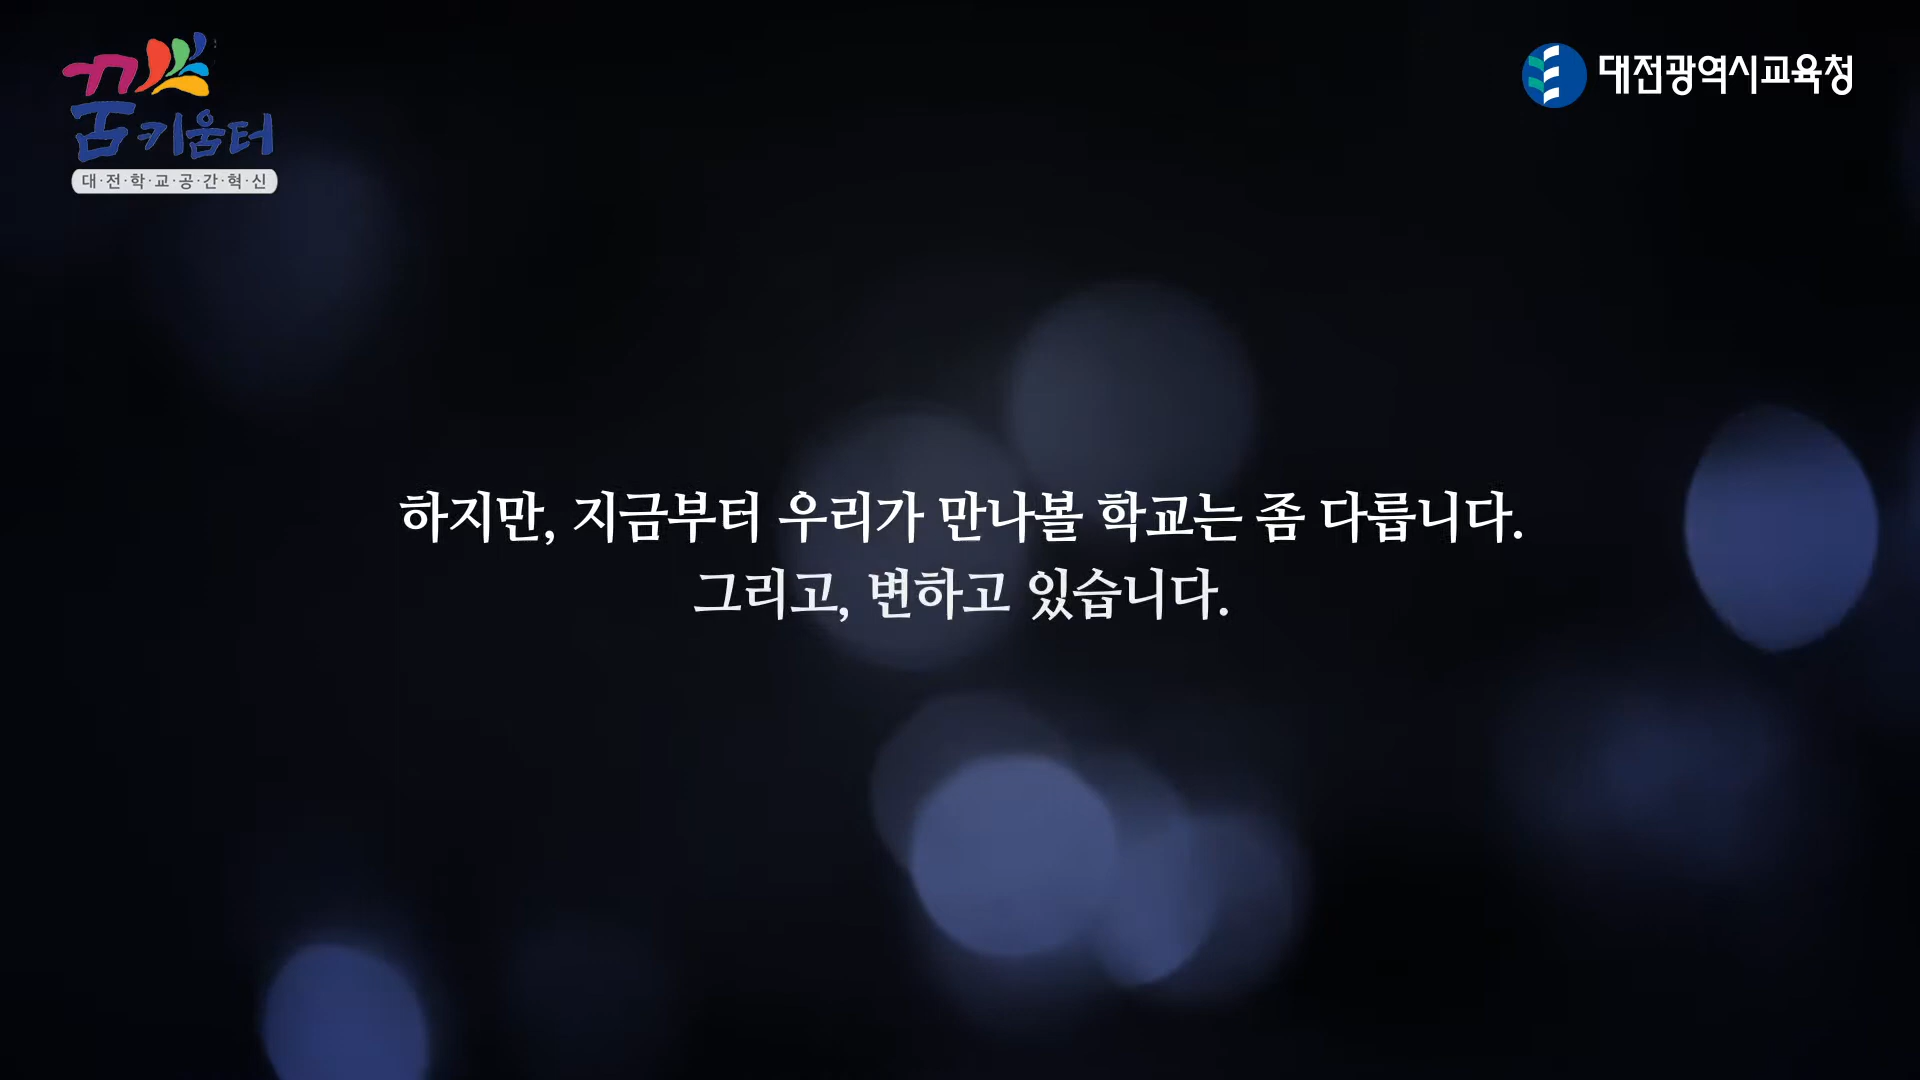 꿈키움터
대·전·학·교·공·간·혁·신
대전광역시교육청
하지만, 지금부터 우리가 만나볼 학교는 좀 다릅니다.
그리고, 변하고 있습니다.